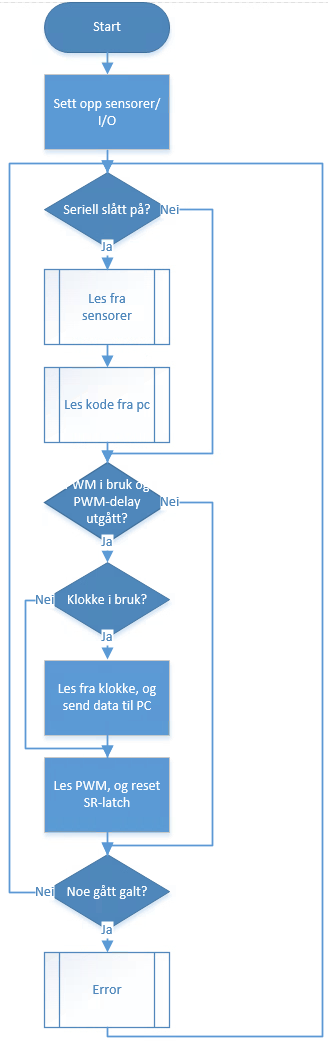 Start
Sett opp sensorer/
I/O
Seriell slått på?
Nei
Ja
Les fra
sensorer
Les kode fra pc
PWM i bruk og
PWM-delay
utgått?
Nei
Ja
Nei
Klokke i bruk?
Ja
Les fra klokke, og
send data til PC
Les PWM, og reset
SR-latch
Nei
Noe gått galt?
Ja
Error